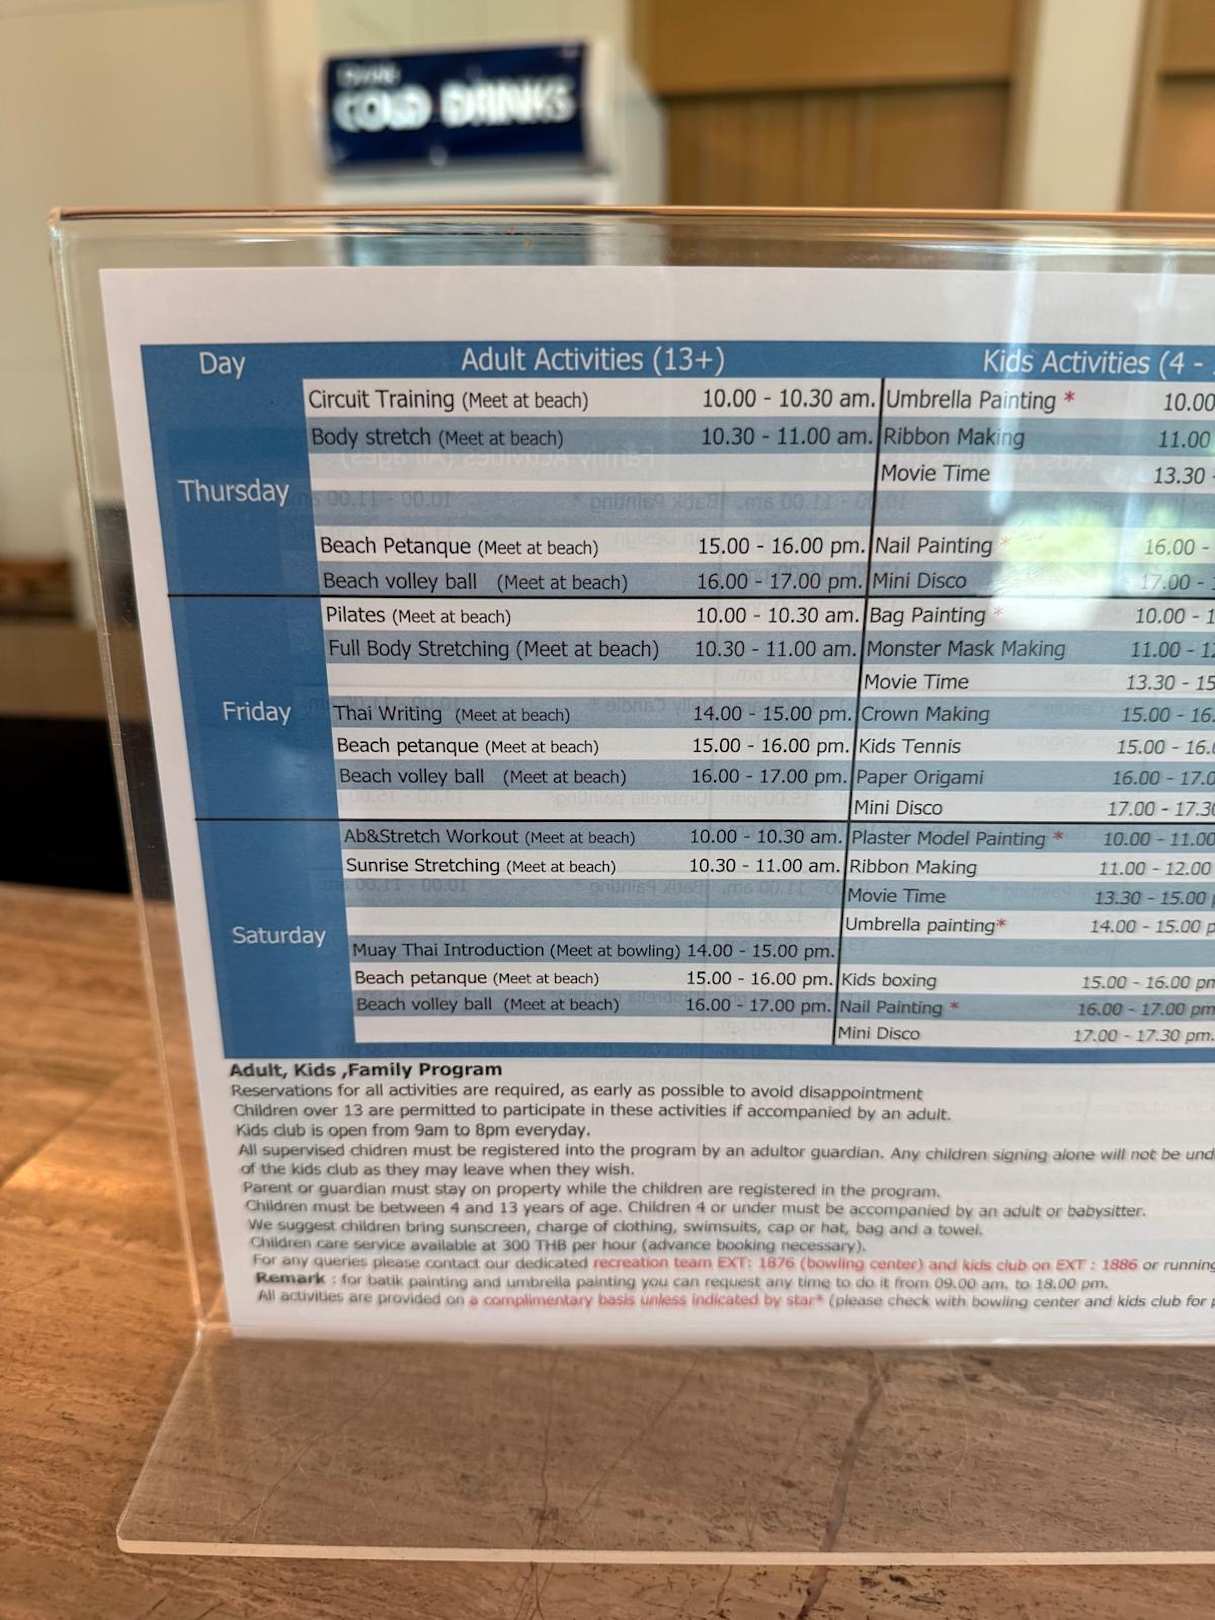 COLD DRINKS
Day Adult Activities (13+) Kids Activities (4 -
Circuit Training (Meet at beach) 10.00 - 10.30 am. Umbrella Painting * 10.00
Body stretch (Meet at beach) 10.30 - 11.00 am. Ribbon Making 11.00
Movie Time 13.30 -
Thursday
Beach Petanque (Meet at beach) 15.00 - 16.00 pm. Nail Painting * 16.00 -
Beach volley ball (Meet at beach) 16.00 - 17.00 pm. Mini Disco 17.00 -
Pilates (Meet at beach) 10.00 - 10.30 am. Bag Painting * 10.00 - 1
Full Body Stretching (Meet at beach) 10.30 - 11.00 am. Monster Mask Making 11.00 - 12
Movie Time 13.30 - 15
Friday Thai Writing (Meet at beach) 14.00 - 15.00 pm. Crown Making 15.00 - 16.
Beach petanque (Meet at beach) 15.00 - 16.00 pm. Kids Tennis 15.00 - 16.0
Beach volley ball (Meet at beach) 16.00 - 17.00 pm. Paper Origami 16.00 - 17.0
Mini Disco 17.00 - 17.30
Ab&Stretch Workout (Meet at beach) 10.00 - 10.30 am. Plaster Model Painting * 10.00 - 11.00
Sunrise Stretching (Meet at beach) 10.30 - 11.00 am. Ribbon Making 11.00 - 12.00
Movie Time 13.30 - 15.00 p
Umbrella painting* 14.00 - 15.00 p
Saturday Muay Thai Introduction (Meet at bowling) 14.00 - 15.00 pm.
Beach petanque (Meet at beach) 15.00 - 16.00 pm. Kids boxing 15.00 - 16.00 pm
Beach volley ball (Meet at beach) 16.00 - 17.00 pm. Nail Painting * 16.00 - 17.00 pm
Mini Disco 17.00 - 17.30 pm.
Adult, Kids ,Family Program
Reservations for all activities are required, as early as possible to avoid disappointment
Children over 13 are permitted to participate in these activities if accompanied by an adult.
Kids club is open from 9am to 8pm everyday.
All supervised chidren must be registered into the program by an adultor guardian. Any children signing alone will not be und
of the kids club as they may leave when they wish.
Parent or guardian must stay on property while the children are registered in the program.
Children must be between 4 and 13 years of age. Children 4 or under must be accompanied by an adult or babysitter.
We suggest children bring sunscreen, charge of clothing, swimsuits, cap or hat, bag and a towel.
Children care service available at 300 THB per hour (advance booking necessary).
For any queries please contact our dedicated recreation team EXT: 1876 (bowling center) and kids club on EXT : 1886 or running
Remark : for batik painting and umbrella painting you can request any time to do it from 09.00 am. to 18.00 pm.
All activities are provided on a complimentary basis unless indicated by star* (please check with bowling center and kids club for p